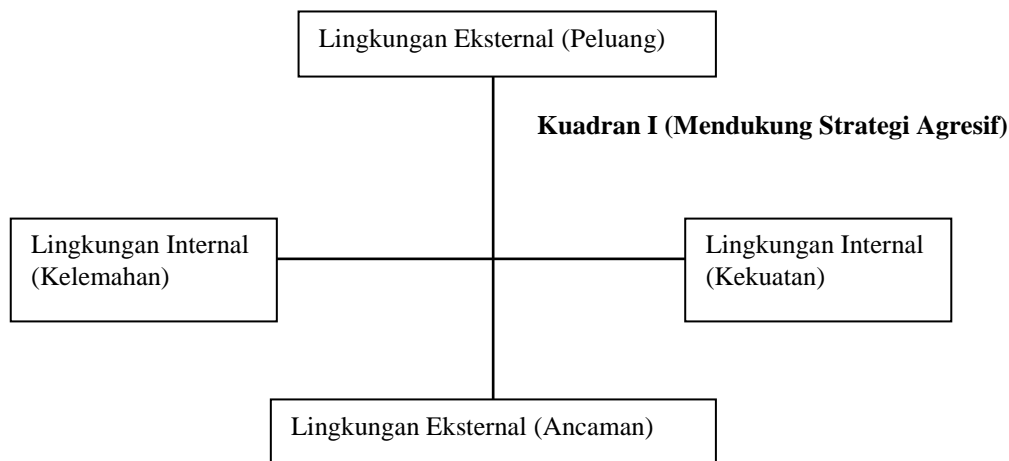 Lingkungan Eksternal (Peluang)
Kuadran I (Mendukung Strategi Agresif)
Lingkungan Internal
(Kelemahan)
Lingkungan Internal
(Kekuatan)
Lingkungan Eksternal (Ancaman)